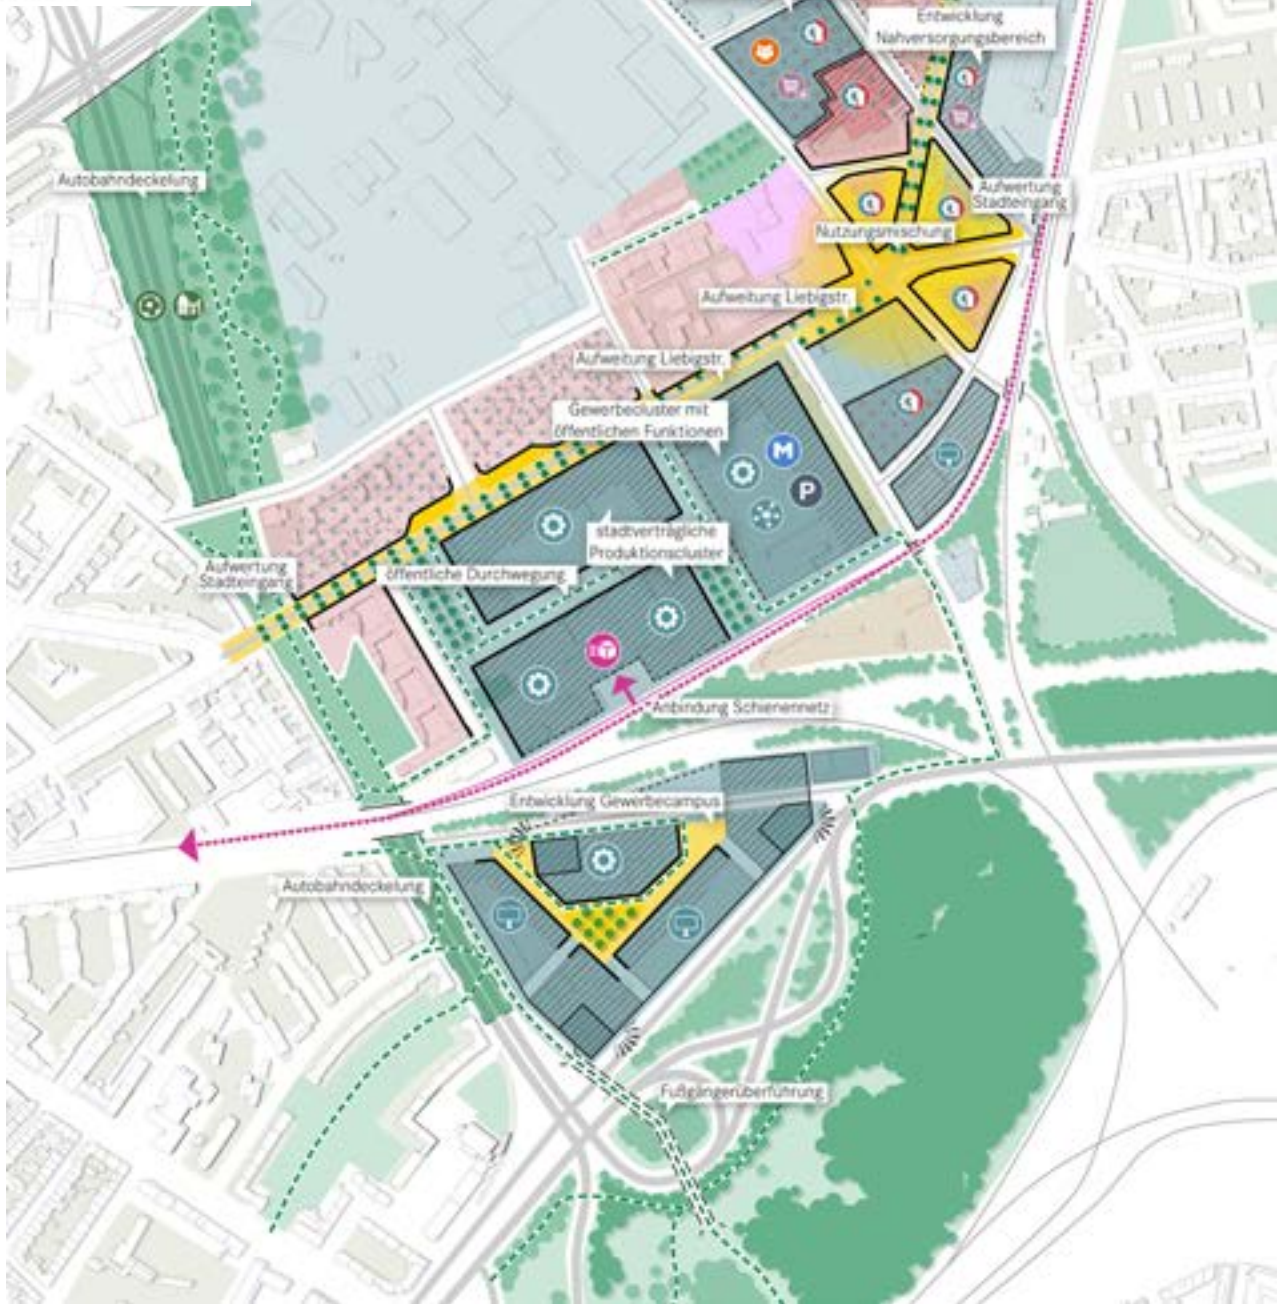 Entwicklung
Nahversorgungsbereich
Autobahndeckelung
Aufwertung
Stadteingang
Nutzungsmischung
Aufweitung Liebigstr.
Aufweitung Liebigstr.
Gewerbecluster mit
öffentlichen Funktionen
M
P
stadtverträgliche
Produktionscluster
Aufwertung
Stadteingang
öffentliche Durchwegung
Anbindung Schienennetz
Entwicklung Gewerbecampus
Autobahndeckelung
Fußgängerüberführung